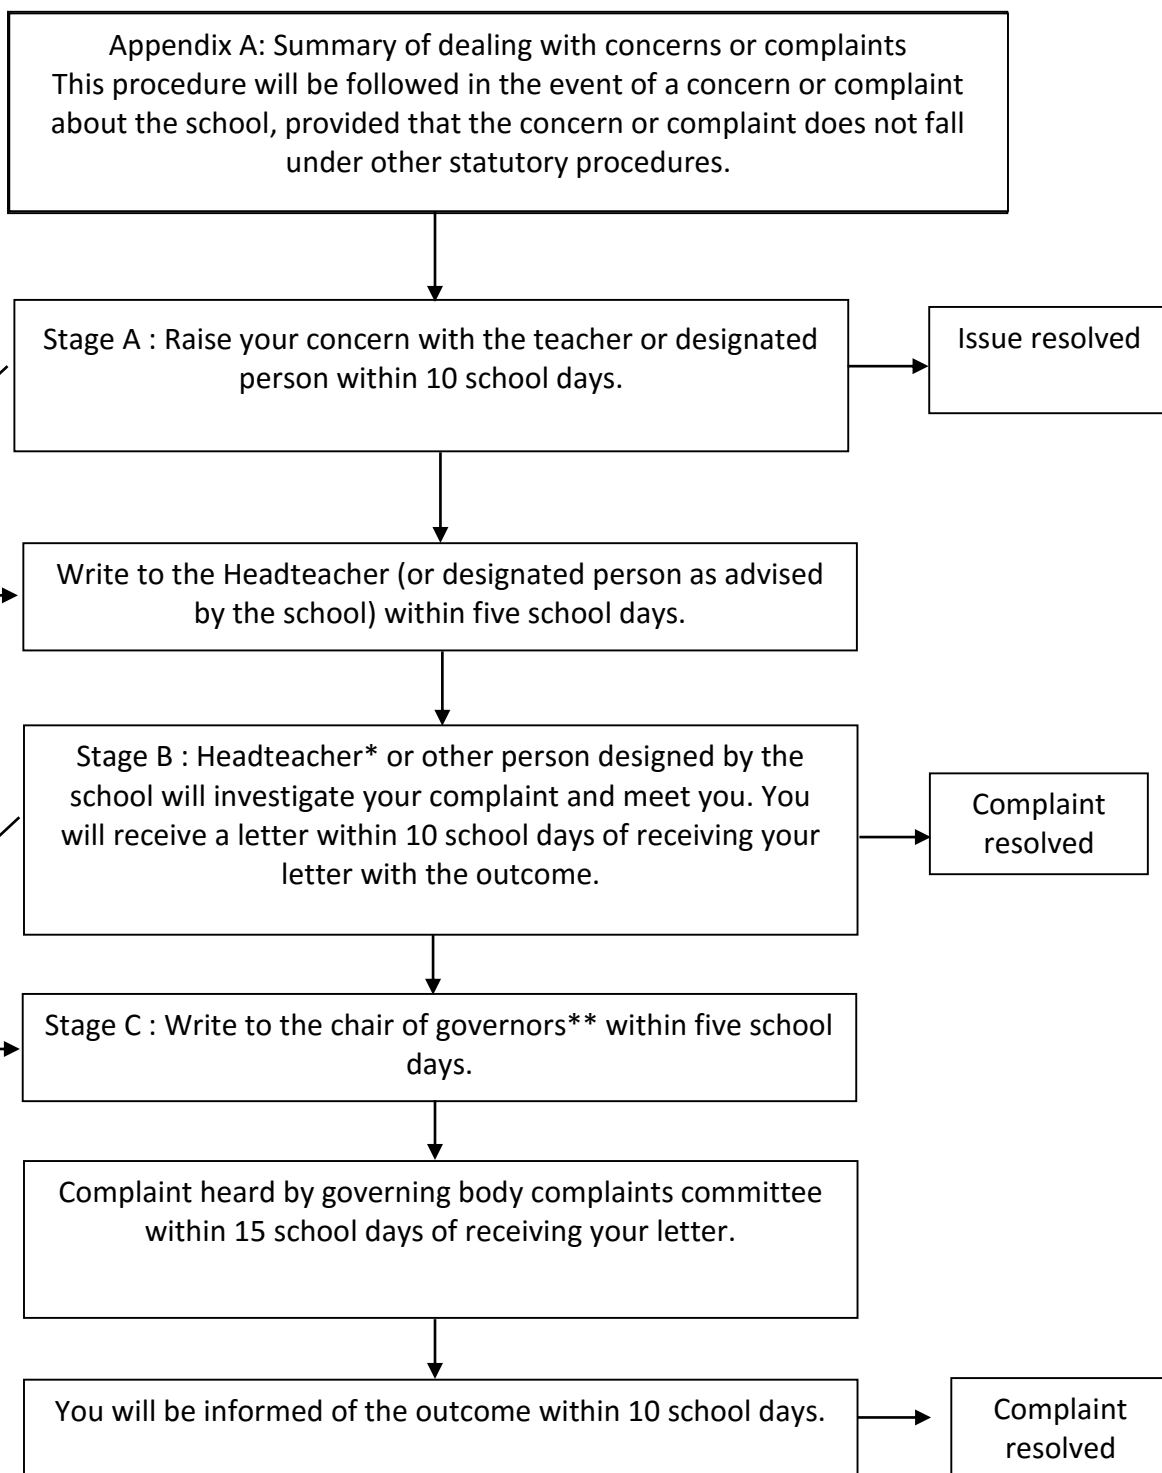 Appendix A: Summary of dealing with concerns or complaints
This procedure will be followed in the event of a concern or complaint
about the school, provided that the concern or complaint does not fall
under other statutory procedures.
Stage A : Raise your concern with the teacher or designated
person within 10 school days.
Issue resolved
Write to the Headteacher (or designated person as advised
by the school) within five school days.
Stage B : Headteacher* or other person designed by the
school will investigate your complaint and meet you. You
will receive a letter within 10 school days of receiving your
letter with the outcome.
Complaint
resolved
Stage C : Write to the chair of governors** within five school
days.
Complaint heard by governing body complaints committee
within 15 school days of receiving your letter.
You will be informed of the outcome within 10 school days.
Complaint
resolved